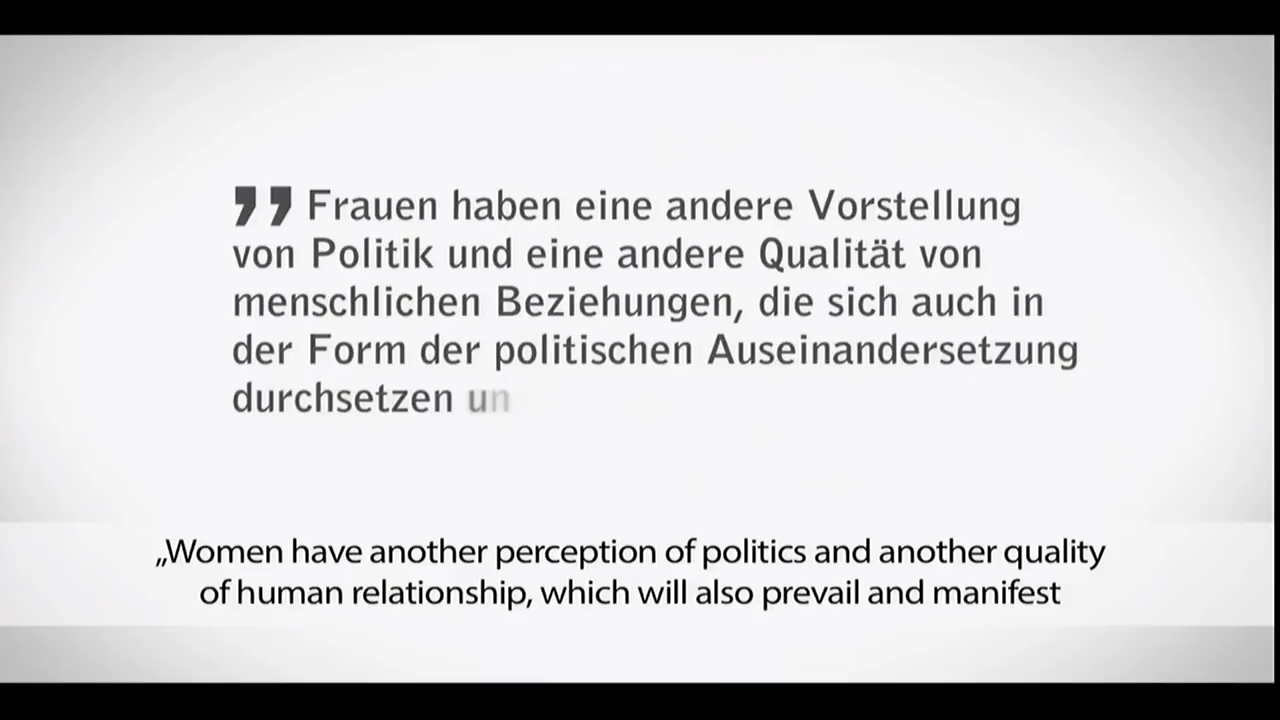 ”Frauen haben eine andere Vorstellung
von Politik und eine andere Qualität von
menschlichen Beziehungen, die sich auch in
der Form der politischen Auseinandersetzung
durchsetzen un
„Women have another perception of politics and another quality
of human relationship, which will also prevail and manifest